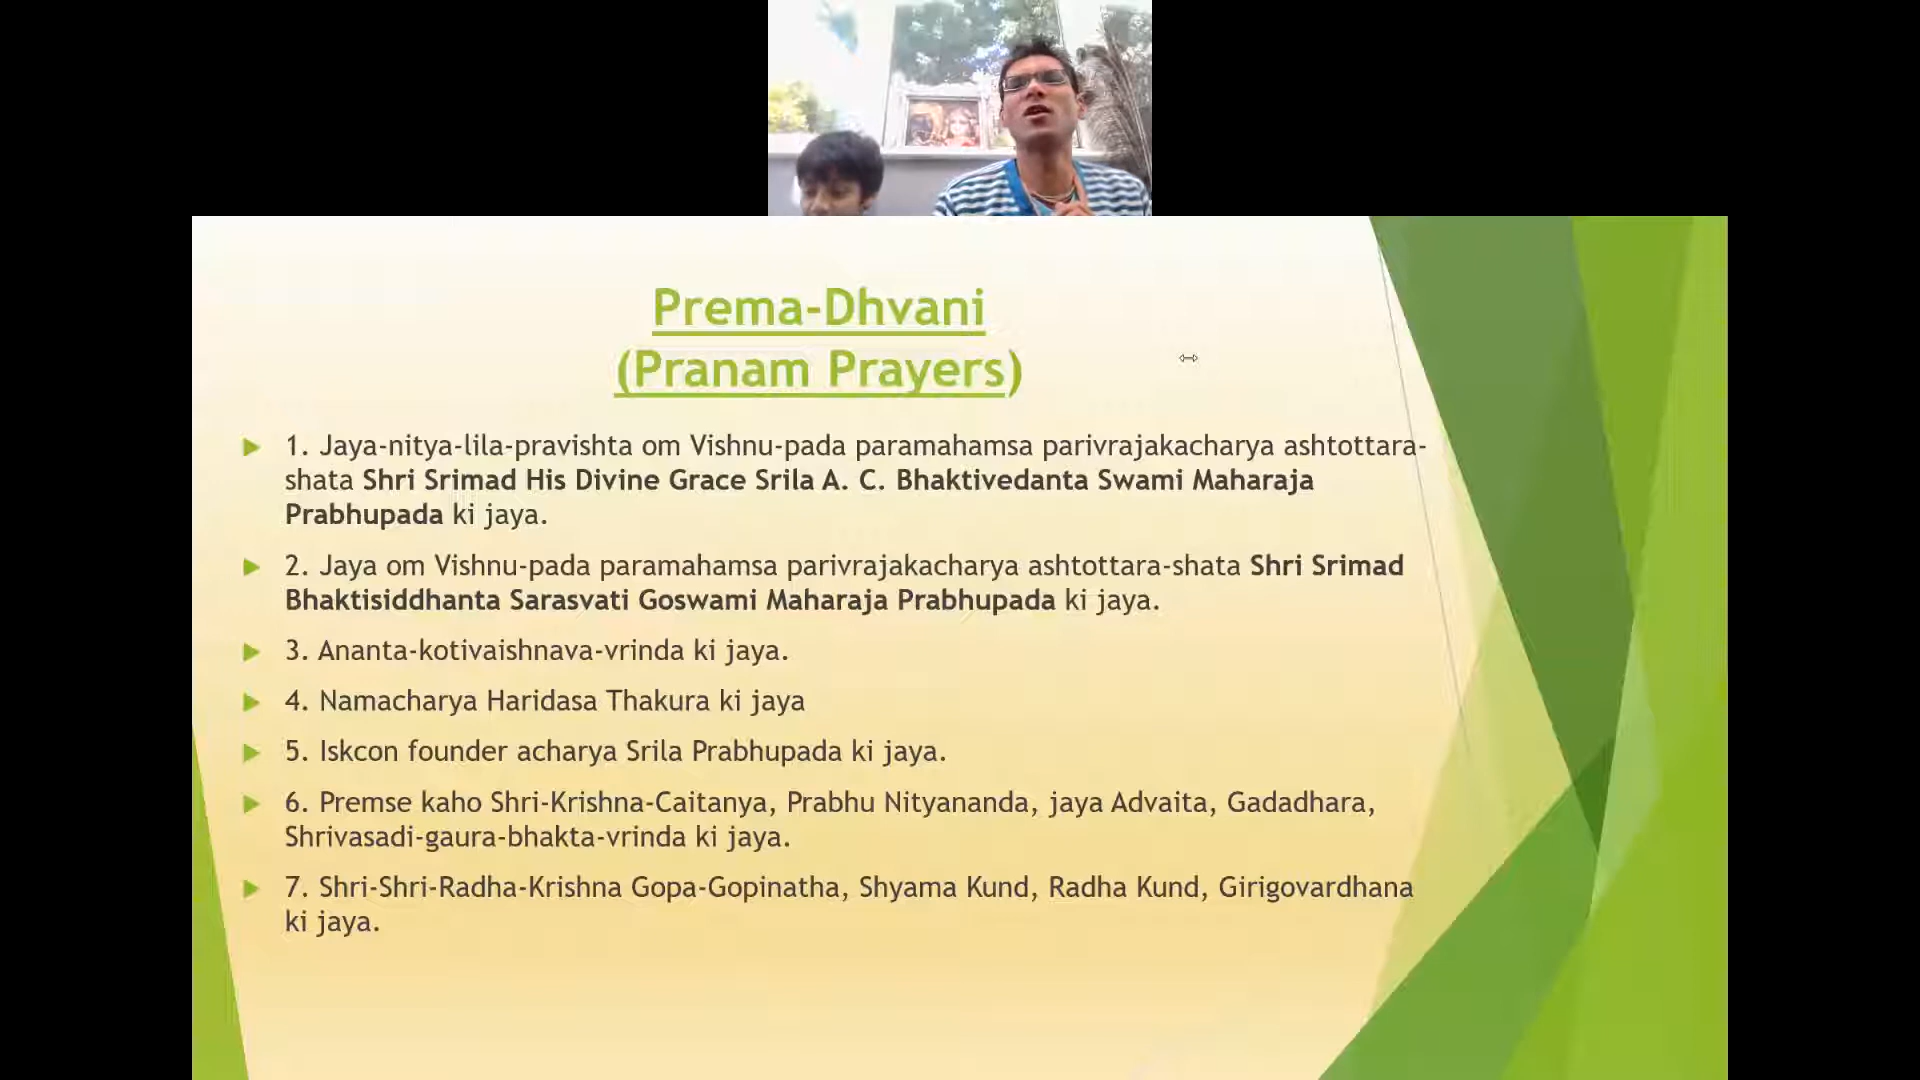 Prema-Dhvani
(Pranam Prayers)
1. Jaya-nitya-lila-pravishta om Vishnu-pada paramahamsa parivrajakacharya ashtottara-
shata Shri Srimad His Divine Grace Srila A. C. Bhaktivedanta Swami Maharaja
Prabhupada ki jaya.
2. Jaya om Vishnu-pada paramahamsa parivrajakacharya ashtottara-shata Shri Srimad
Bhaktisiddhanta Sarasvati Goswami Maharaja Prabhupada ki jaya.
3. Ananta-kotivaishnava-vrinda ki jaya.
4. Namacharya Haridasa Thakura ki jaya
5. Iskcon founder acharya Srila Prabhupada ki jaya.
6. Premse kaho Shri-Krishna-Caitanya, Prabhu Nityananda, jaya Advaita, Gadadhara,
Shrivasadi-gaura-bhakta-vrinda ki jaya.
7. Shri-Shri-Radha-Krishna Gopa-Gopinatha, Shyama Kund, Radha Kund, Girigovardhana
ki jaya.